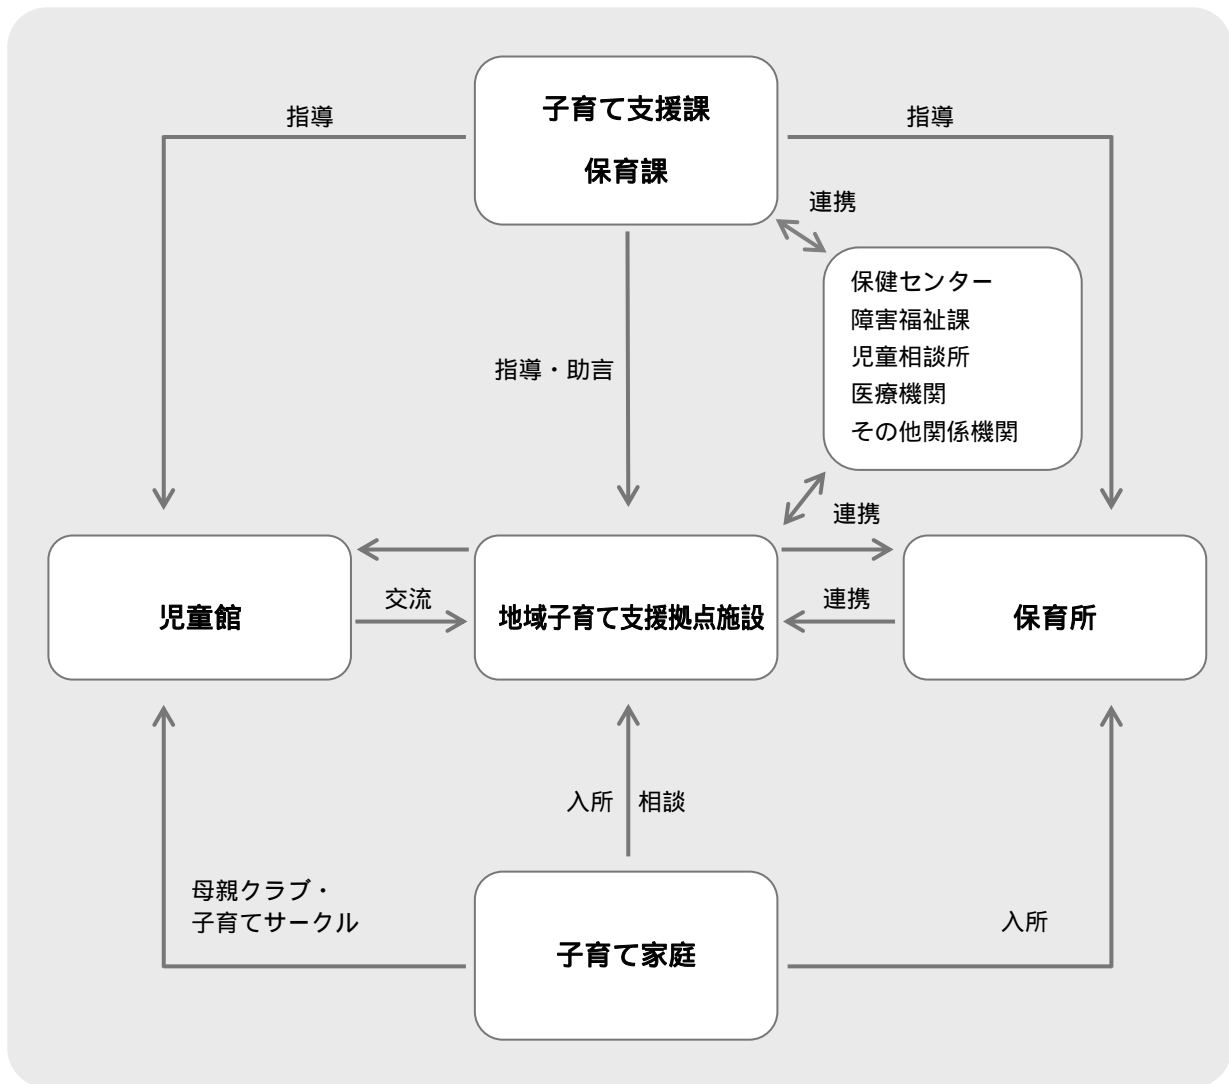 子育て支援課
保育課
指導
指導
連携
保健センター
障害福祉課
児童相談所
医療機関
その他関係機関
指導・助言
連携
児童館
交流
地域子育て支援拠点施設
連携
保育所
入所
相談
母親クラブ・
子育てサークル
入所
子育て家庭